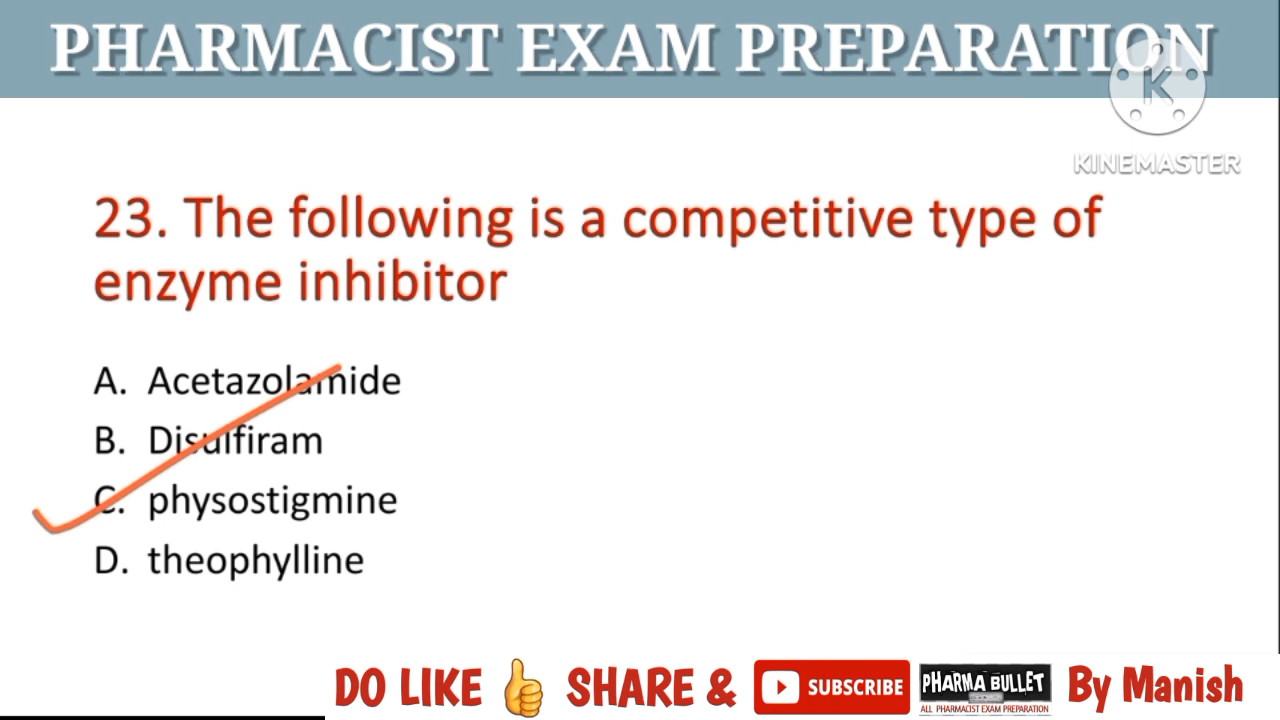 PHARMACIST EXAM PREPARATION
K
KINEMASTER
23. The following is a competitive type of
enzyme inhibitor
A. Acetazolamide
B. Disulfiram
C. physostigmine
D. theophylline
DO LIKE SHARE & SUBSCRIBE PHARMA BULLET By Manish
ALL PHARMACIST EXAM PREPARATION